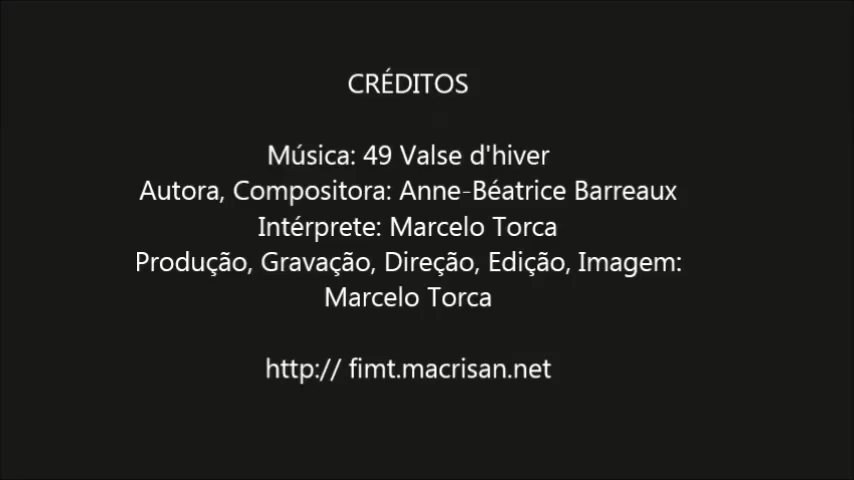 CRÉDITOS
Música: 49 Valse d'hiver
Autora, Compositora: Anne-Béatrice Barreaux
Intérprete: Marcelo Torca
Produção, Gravação, Direção, Edição, Imagem:
Marcelo Torca
http:// fimt.macrisan.net